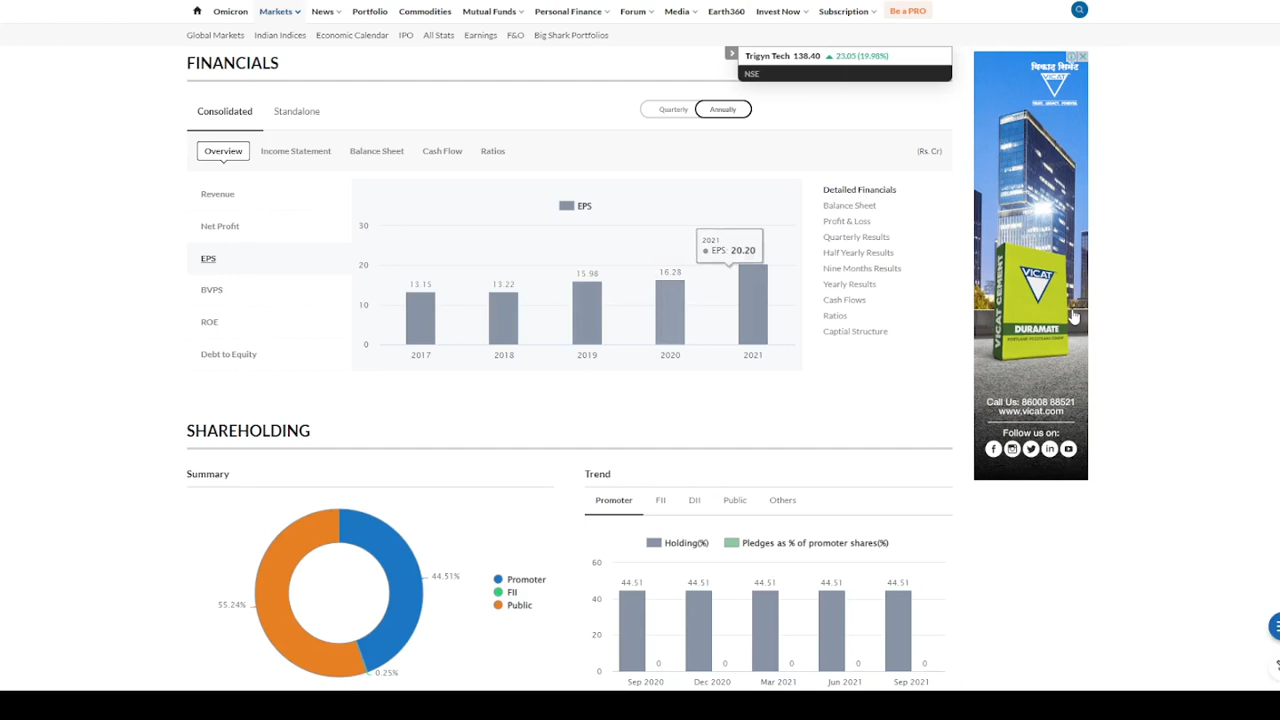 Omicron Markets News Portfolio Commodities Mutual Funds Personal Finance Forum Media Earth360 Invest Now Subscription Be a PRO
Global Markets Indian Indices Economic Calendar IPO All Stats Earnings F&O Big Shark Portfolios
FINANCIALS
Trigyn Tech 138.40 ▲ 23.05 (19.98%)
NSE
Consolidated Standalone
Quarterly Annually
Overview Income Statement Balance Sheet Cash Flow Ratios (Rs. Cr)
Revenue
Net Profit
EPS
BVPS
ROE
Debt to Equity
EPS
2021
EPS: 20.20
30
20
10
0
13.15 13.22 15.98 16.28
2017 2018 2019 2020 2021
Detailed Financials
Balance Sheet
Profit & Loss
Quarterly Results
Half Yearly Results
Nine Months Results
Yearly Results
Cash Flows
Ratios
Captial Structure
VICAT
VICAT
VICAT CEMENT
DURAMATE
Call Us: 86008 88521
www.vicat.com
Follow us on:
SHAREHOLDING
Summary
44.51%
55.24%
0.25%
Promoter
FII
Public
Trend
Promoter FII DII Public Others
Holding(%) Pledges as % of promoter shares(%)
60
40
20
0
44.51 44.51 44.51 44.51 44.51
0 0 0 0 0
Sep 2020 Dec 2020 Mar 2021 Jun 2021 Sep 2021